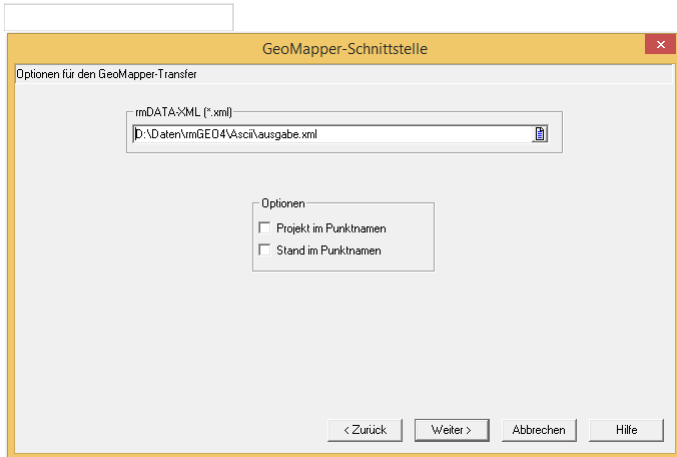 GeoMapper-Schnittstelle
Optionen für den GeoMapper-Transfer
rmDATA-XML (*.xml)
D:\Daten\rmGEO4\Ascii\ausgabe.xml
Optionen
Projekt im Punktnamen
Stand im Punktnamen
< Zurück Weiter > Abbrechen Hilfe